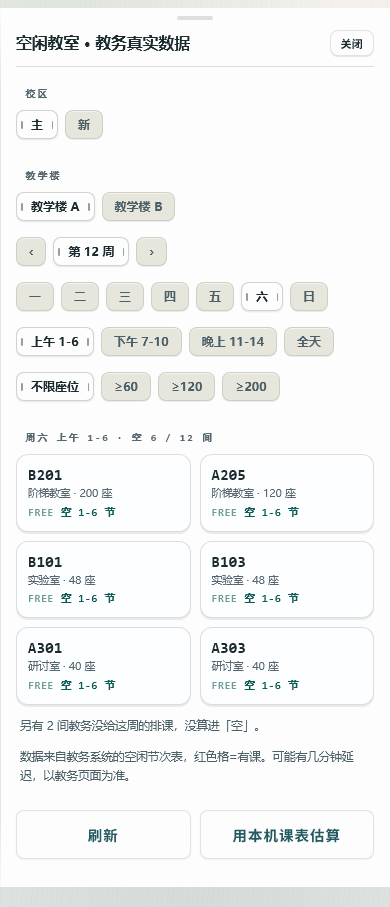 空闲教室 • 教务真实数据
关闭
校区
主 新
教学楼
教学楼 A 教学楼 B
‹ 第 12 周 ›
一 二 三 四 五 六 日
上午 1-6 下午 7-10 晚上 11-14 全天
不限座位 ≥60 ≥120 ≥200
周六 上午 1-6 · 空 6 / 12 间
B201
阶梯教室 · 200 座
FREE 空 1-6 节
A205
阶梯教室 · 120 座
FREE 空 1-6 节
B101
实验室 · 48 座
FREE 空 1-6 节
B103
实验室 · 48 座
FREE 空 1-6 节
A301
研讨室 · 40 座
FREE 空 1-6 节
A303
研讨室 · 40 座
FREE 空 1-6 节
另有 2 间教务没给这周的排课，没算进「空」。
数据来自教务系统的空闲节次表，红色格=有课。可能有几分钟延
迟，以教务页面为准。
刷新
用本机课表估算